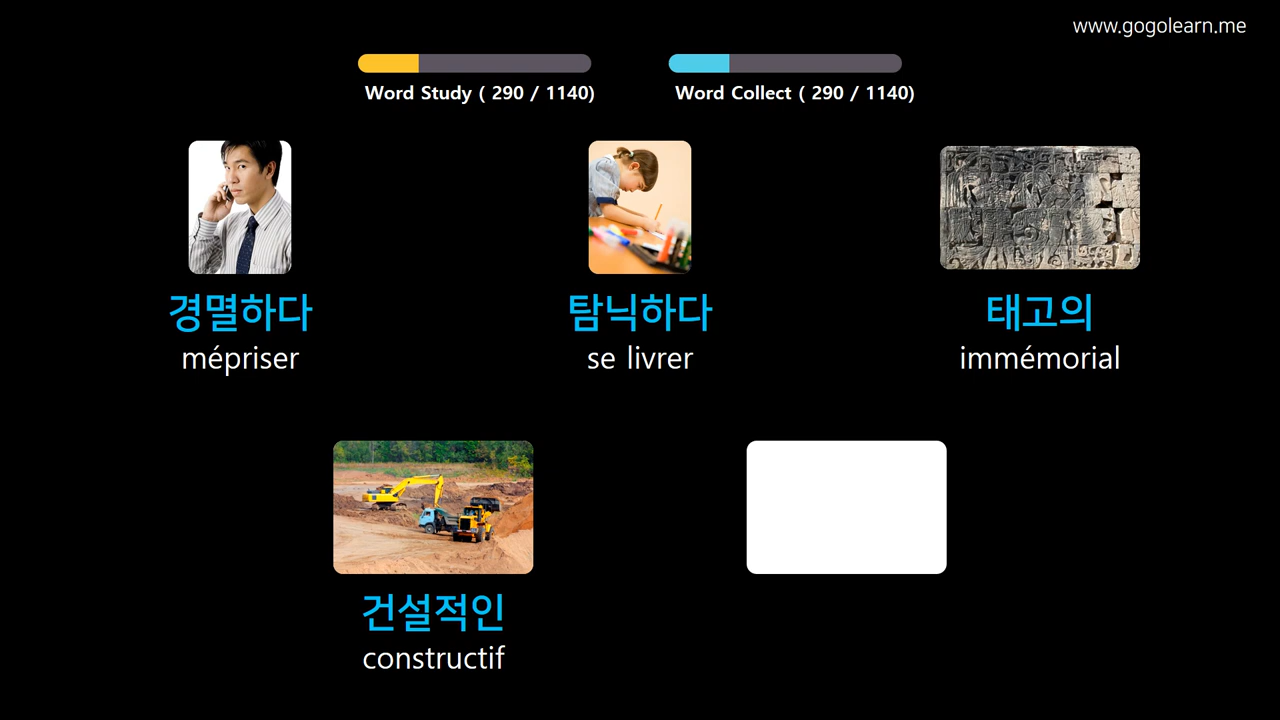 www.gogolearn.me
Word Study ( 290 / 1140)
Word Collect ( 290 / 1140)
경멸하다
mépriser
탐닉하다
se livrer
태고의
immémorial
건설적인
constructif